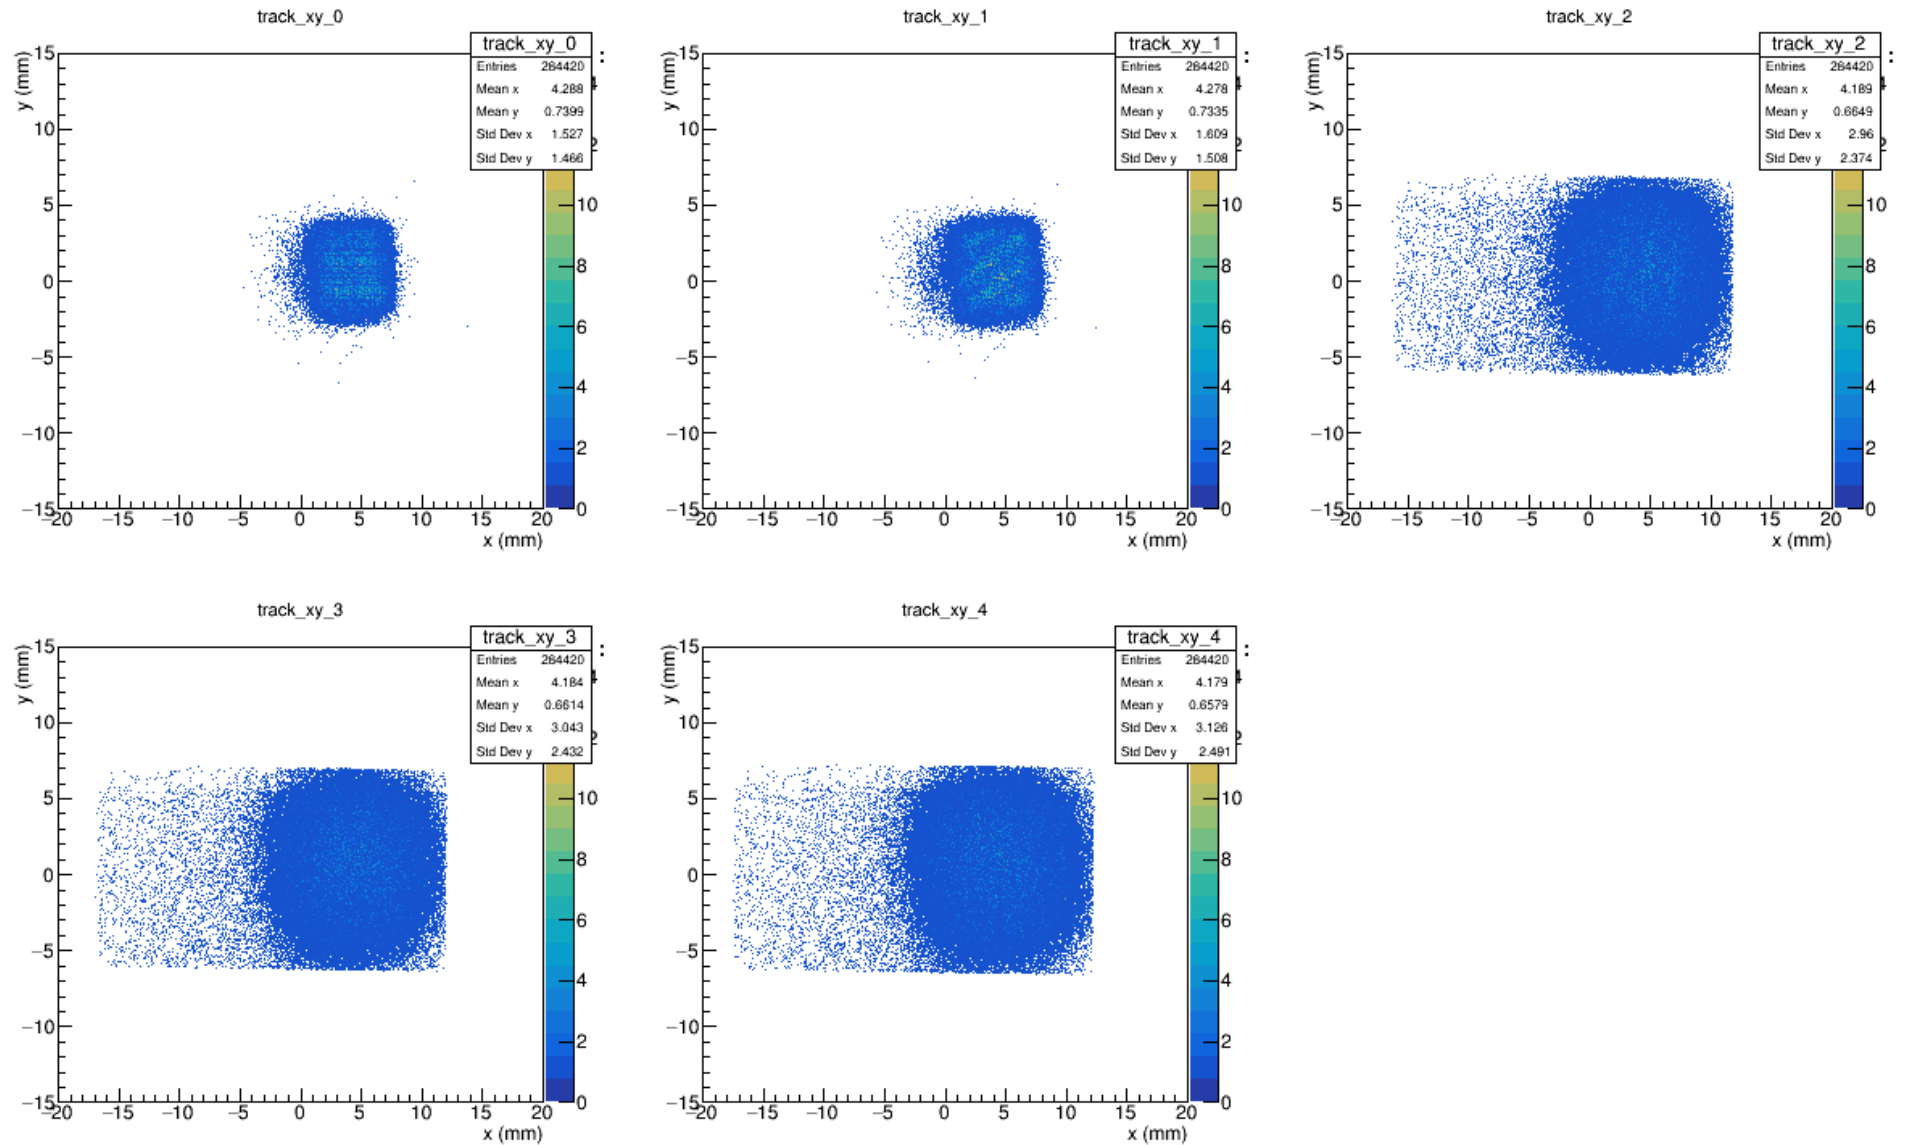 track_xy_0
track_xy_0
Entries 264420
Mean x 4.288
Mean y 0.7399
Std Dev x 1.527
Std Dev y 1.466
y (mm)
15
10
5
0
−5
−10
−15
−20 −15 −10 −5 0 5 10 15 20
x (mm)
10
8
6
4
2
0
track_xy_1
track_xy_1
Entries 264420
Mean x 4.278
Mean y 0.7335
Std Dev x 1.609
Std Dev y 1.508
y (mm)
15
10
5
0
−5
−10
−15
−20 −15 −10 −5 0 5 10 15 20
x (mm)
10
8
6
4
2
0
track_xy_2
track_xy_2
Entries 264420
Mean x 4.189
Mean y 0.6649
Std Dev x 2.96
Std Dev y 2.374
y (mm)
15
10
5
0
−5
−10
−15
−20 −15 −10 −5 0 5 10 15 20
x (mm)
10
8
6
4
2
0
track_xy_3
track_xy_3
Entries 264420
Mean x 4.184
Mean y 0.6614
Std Dev x 3.043
Std Dev y 2.432
y (mm)
15
10
5
0
−5
−10
−15
−20 −15 −10 −5 0 5 10 15 20
x (mm)
10
8
6
4
2
0
track_xy_4
track_xy_4
Entries 264420
Mean x 4.179
Mean y 0.6579
Std Dev x 3.126
Std Dev y 2.491
y (mm)
15
10
5
0
−5
−10
−15
−20 −15 −10 −5 0 5 10 15 20
x (mm)
10
8
6
4
2
0